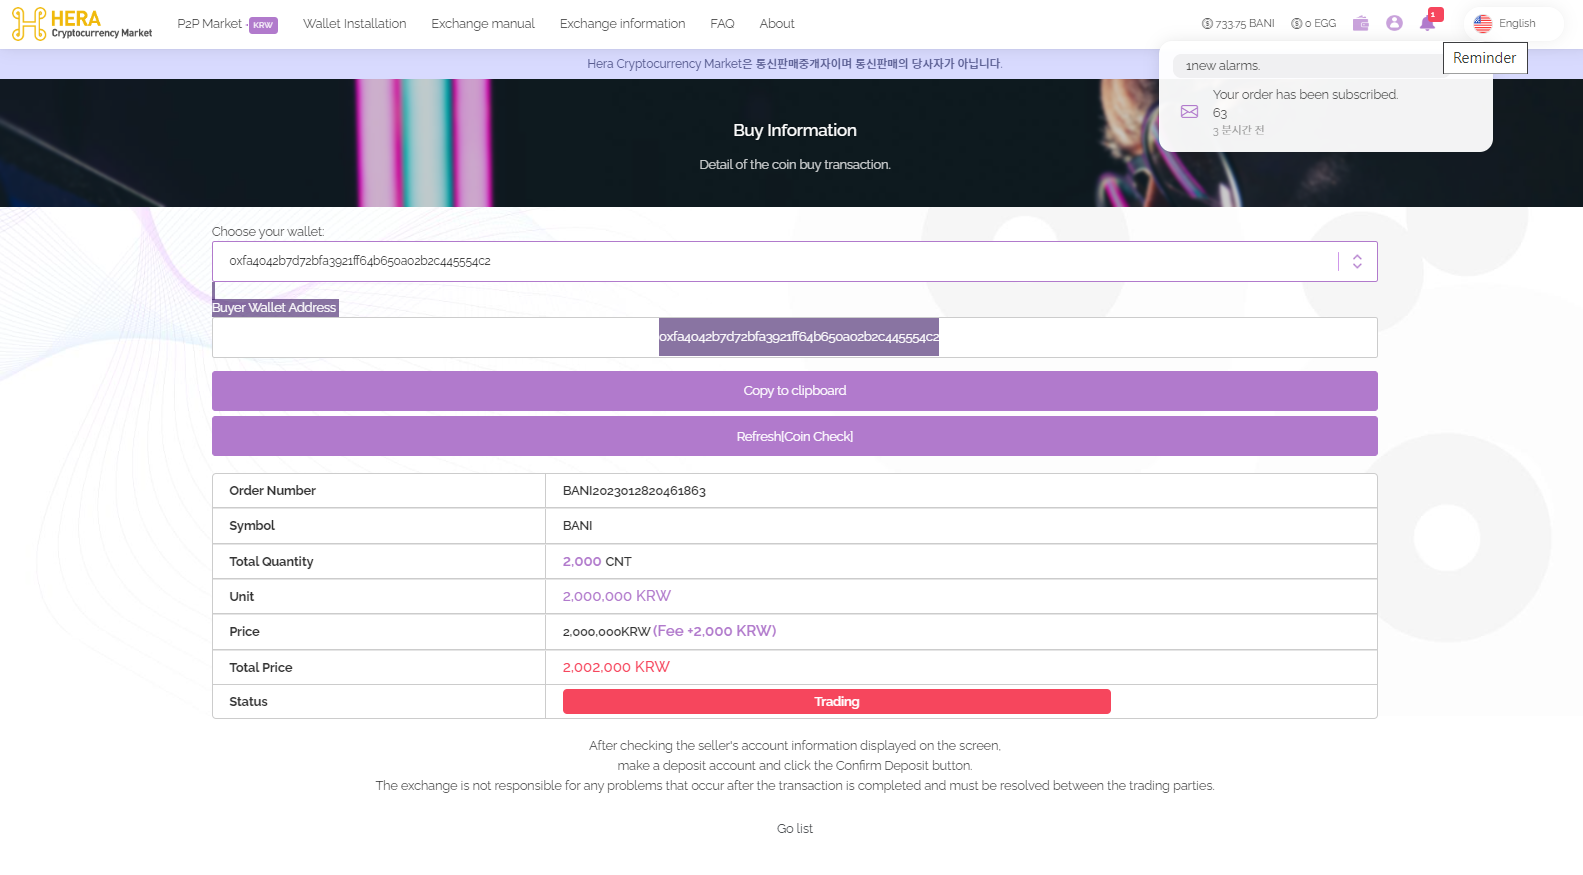 HERA
Cryptocurrency Market
P2P Market • KRW
Wallet Installation
Exchange manual
Exchange information
FAQ
About
733.75 BANI
0 EGG
1
English
Hera Cryptocurrency Market은 통신판매중개자이며 통신판매의 당사자가 아닙니다.
Reminder
1new alarms.
Your order has been subscribed.
63
3 분시간 전
Buy Information
Detail of the coin buy transaction.
Choose your wallet:
0xfa4042b7d72bfa3921ff64b650a02b2c445554c2
Buyer Wallet Address
0xfa4042b7d72bfa3921ff64b650a02b2c445554c2
Copy to clipboard
Refresh[Coin Check]
Order Number BANI2023012820461863
Symbol BANI
Total Quantity 2,000 CNT
Unit 2,000,000 KRW
Price 2,000,000KRW (Fee +2,000 KRW)
Total Price 2,002,000 KRW
Status Trading
After checking the seller's account information displayed on the screen,
make a deposit account and click the Confirm Deposit button.
The exchange is not responsible for any problems that occur after the transaction is completed and must be resolved between the trading parties.
Go list